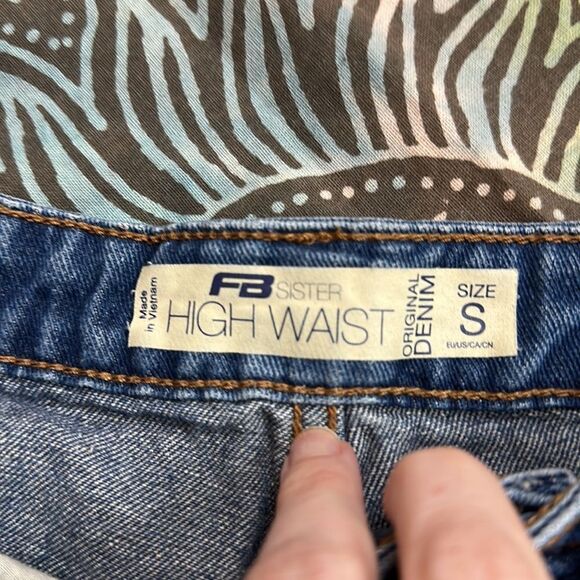 Made
in Vietnam
FB SISTER
HIGH WAIST
ORIGINAL
DENIM
SIZE
S
EU/US/CA/CN